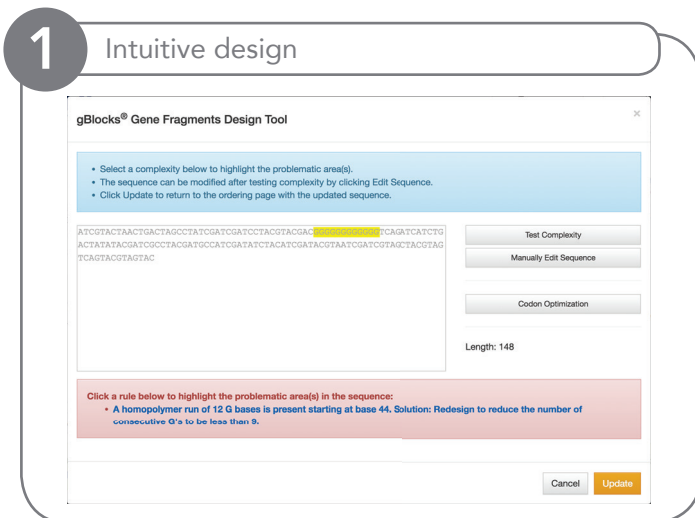 1
Intuitive design
gBlocks® Gene Fragments Design Tool
×
• Select a complexity below to highlight the problematic area(s).
• The sequence can be modified after testing complexity by clicking Edit Sequence.
• Click Update to return to the ordering page with the updated sequence.
ATCGTACTAACTGACTAGCCTATCGATCGATCCTACGTACGACGGGGGGGGGGGGTCAGATCATCTG
ACTATATACGATCGCCTACGATGCCATCGATATCTACATCGATACGTAATCGATCGTAGCTACGTAG
TCAGTACGTAGTAC
Test Complexity
Manually Edit Sequence
Codon Optimization
Length: 148
Click a rule below to highlight the problematic area(s) in the sequence:
• A homopolymer run of 12 G bases is present starting at base 44. Solution: Redesign to reduce the number of
consecutive G's to be less than 9.
Cancel
Update